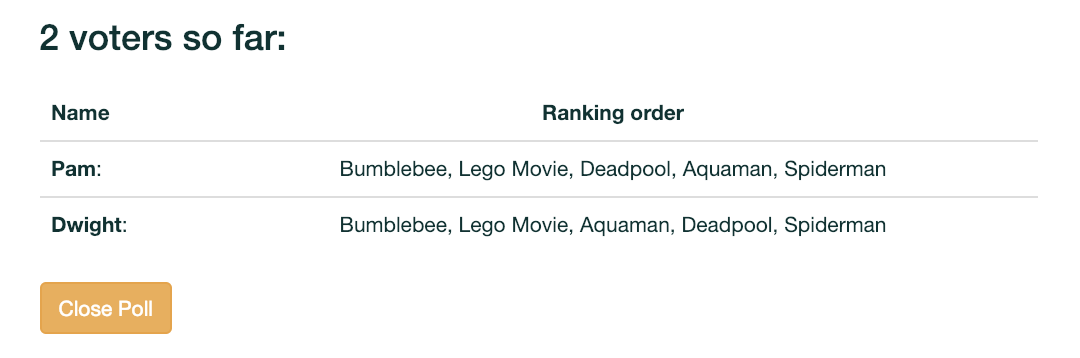 2 voters so far:
Name Ranking order
Pam: Bumblebee, Lego Movie, Deadpool, Aquaman, Spiderman
Dwight: Bumblebee, Lego Movie, Aquaman, Deadpool, Spiderman
Close Poll